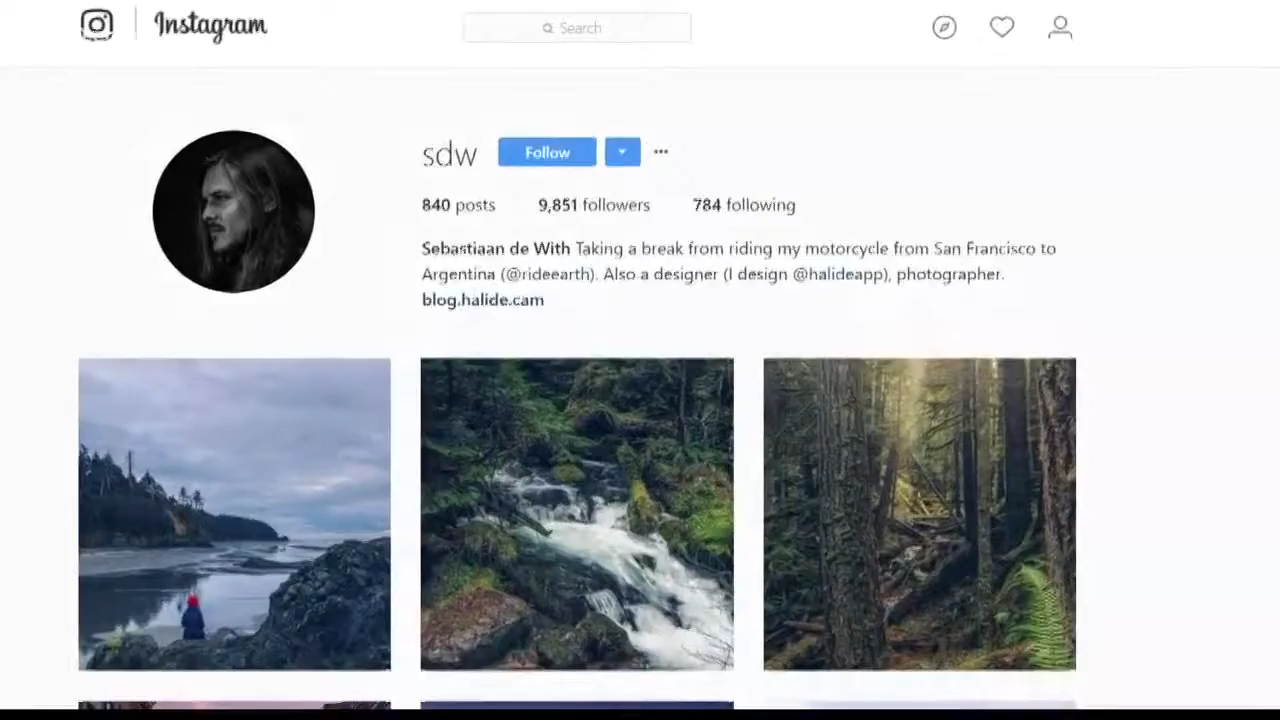 Instagram
Search
sdw Follow
840 posts 9,851 followers 784 following
Sebastiaan de With Taking a break from riding my motorcycle from San Francisco to
Argentina (@rideearth). Also a designer (I design @halideapp), photographer.
blog.halide.cam